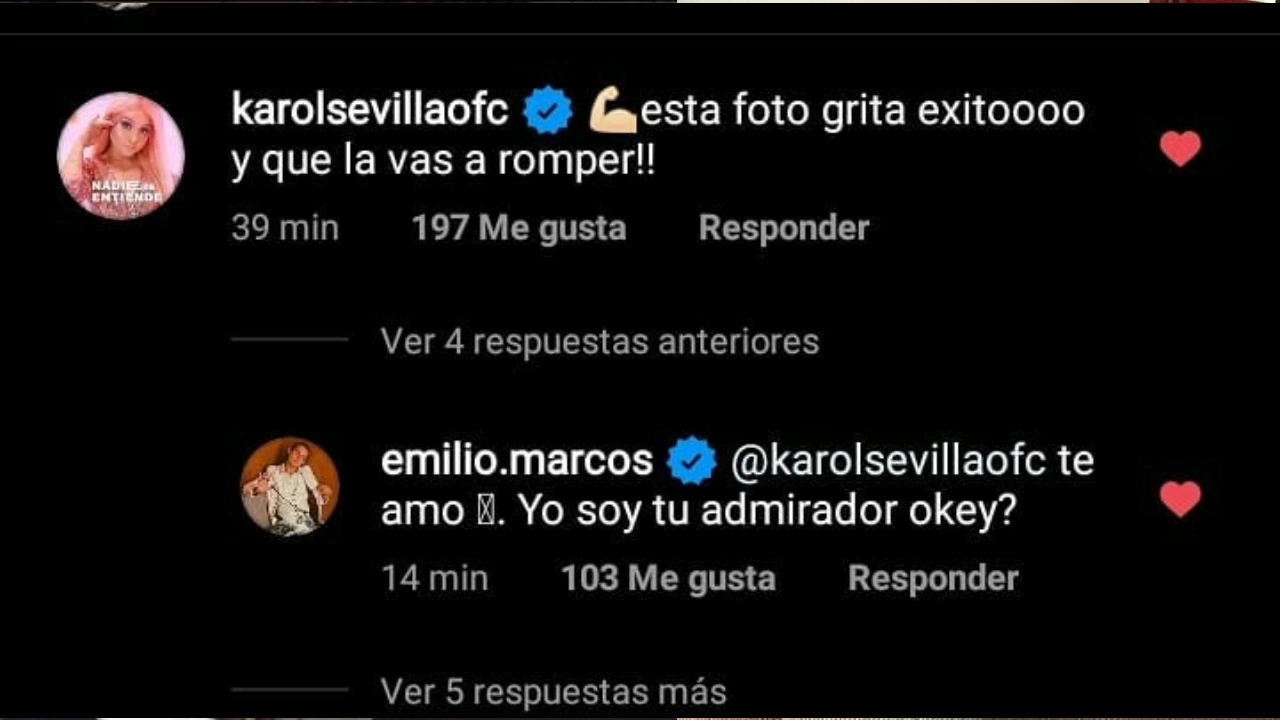 karolsevillaofc 💪🏼esta foto grita exitoooo
y que la vas a romper!!
NADIE
ENTIENDE
39 min 197 Me gusta Responder
Ver 4 respuestas anteriores
emilio.marcos @karolsevillaofc te
amo . Yo soy tu admirador okey?
14 min 103 Me gusta Responder
Ver 5 respuestas más